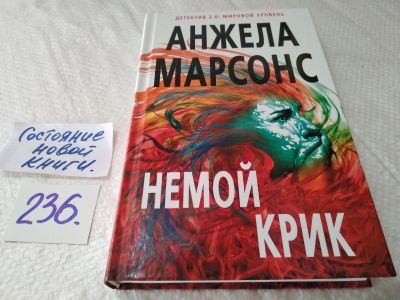 ДЕТЕКТИВ 2.0: МИРОВОЙ УРОВЕНЬ
АНЖЕЛА
МАРСОНС
НЕМОЙ
КРИК
Состояние
новой
книги.
236.